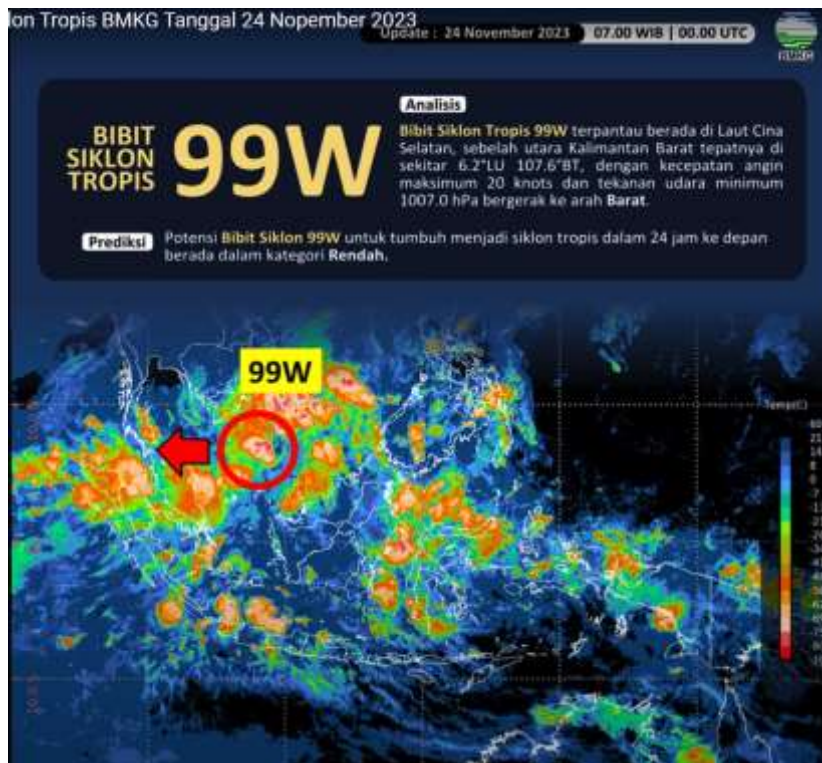 lon Tropis BMKG Tanggal 24 Nopember 2023
Update : 24 November 2023 07.00 WIB | 00.00 UTC
BMKG
BIBIT
SIKLON
TROPIS
99W
Analisis
Bibit Siklon Tropis 99W terpantau berada di Laut Cina
Selatan, sebelah utara Kalimantan Barat tepatnya di
sekitar 6.2°LU 107.6°BT, dengan kecepatan angin
maksimum 20 knots dan tekanan udara minimum
1007.0 hPa bergerak ke arah Barat.
Prediksi
Potensi Bibit Siklon 99W untuk tumbuh menjadi siklon tropis dalam 24 jam ke depan
berada dalam kategori Rendah.
99W